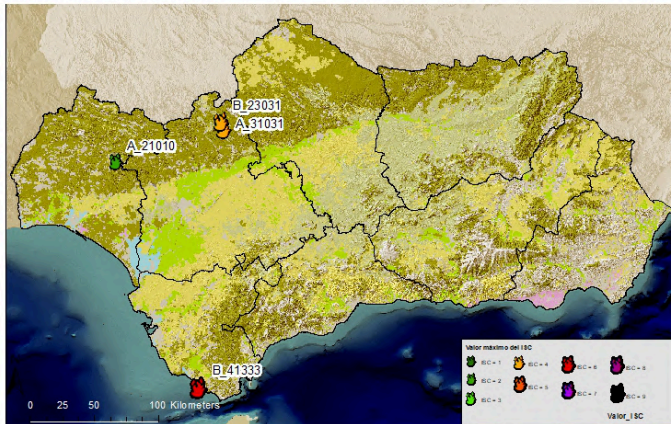 B_23031
A_31031
A_21010
B_41333
0 25 50 100 Kilometers
Valor máximo del ISC
ISC = 1
ISC = 4
ISC = 6
ISC = 8
ISC = 2
ISC = 5
ISC = 7
ISC = 9
ISC = 3
Valor_ISC